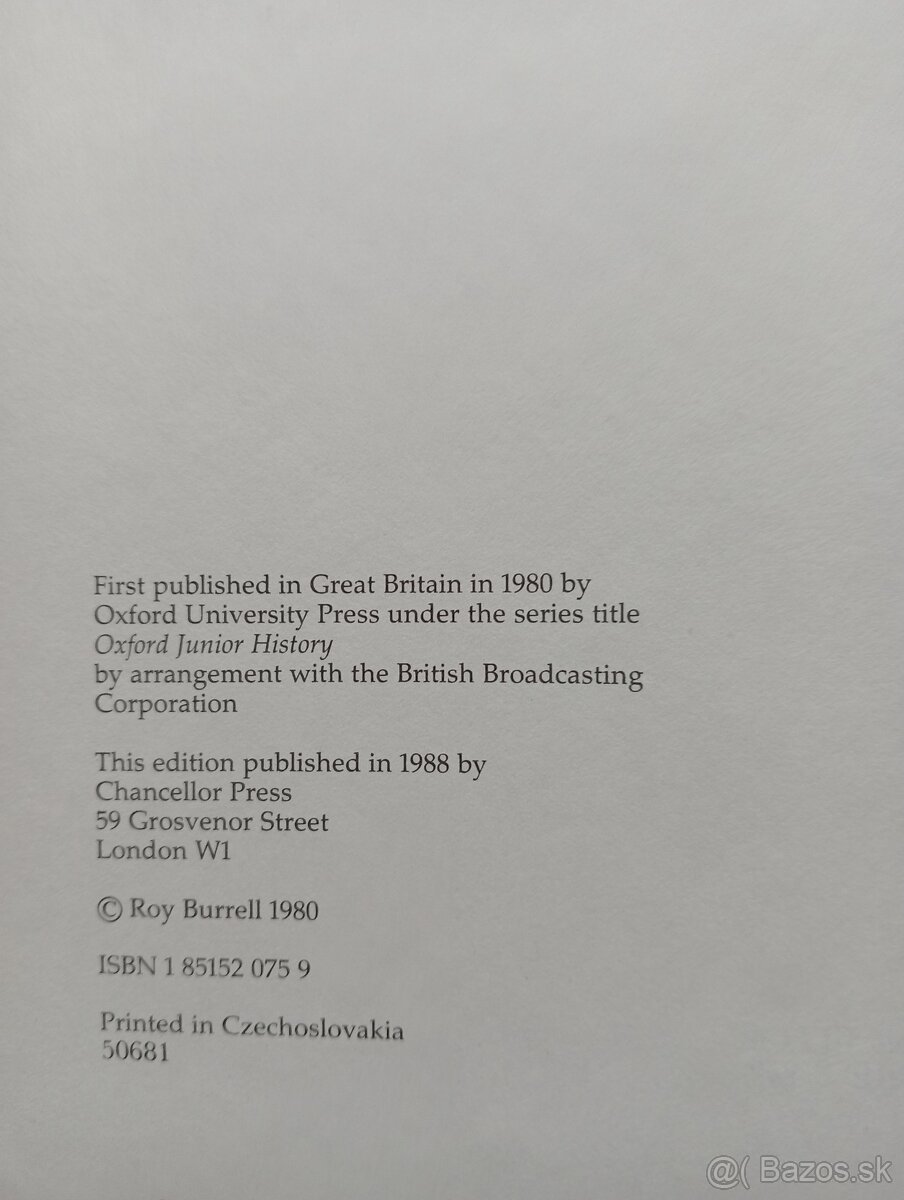 First published in Great Britain in 1980 by
Oxford University Press under the series title
Oxford Junior History
by arrangement with the British Broadcasting
Corporation
This edition published in 1988 by
Chancellor Press
59 Grosvenor Street
London W1
© Roy Burrell 1980
ISBN 1 85152 075 9
Printed in Czechoslovakia
50681
@( Bazos.sk